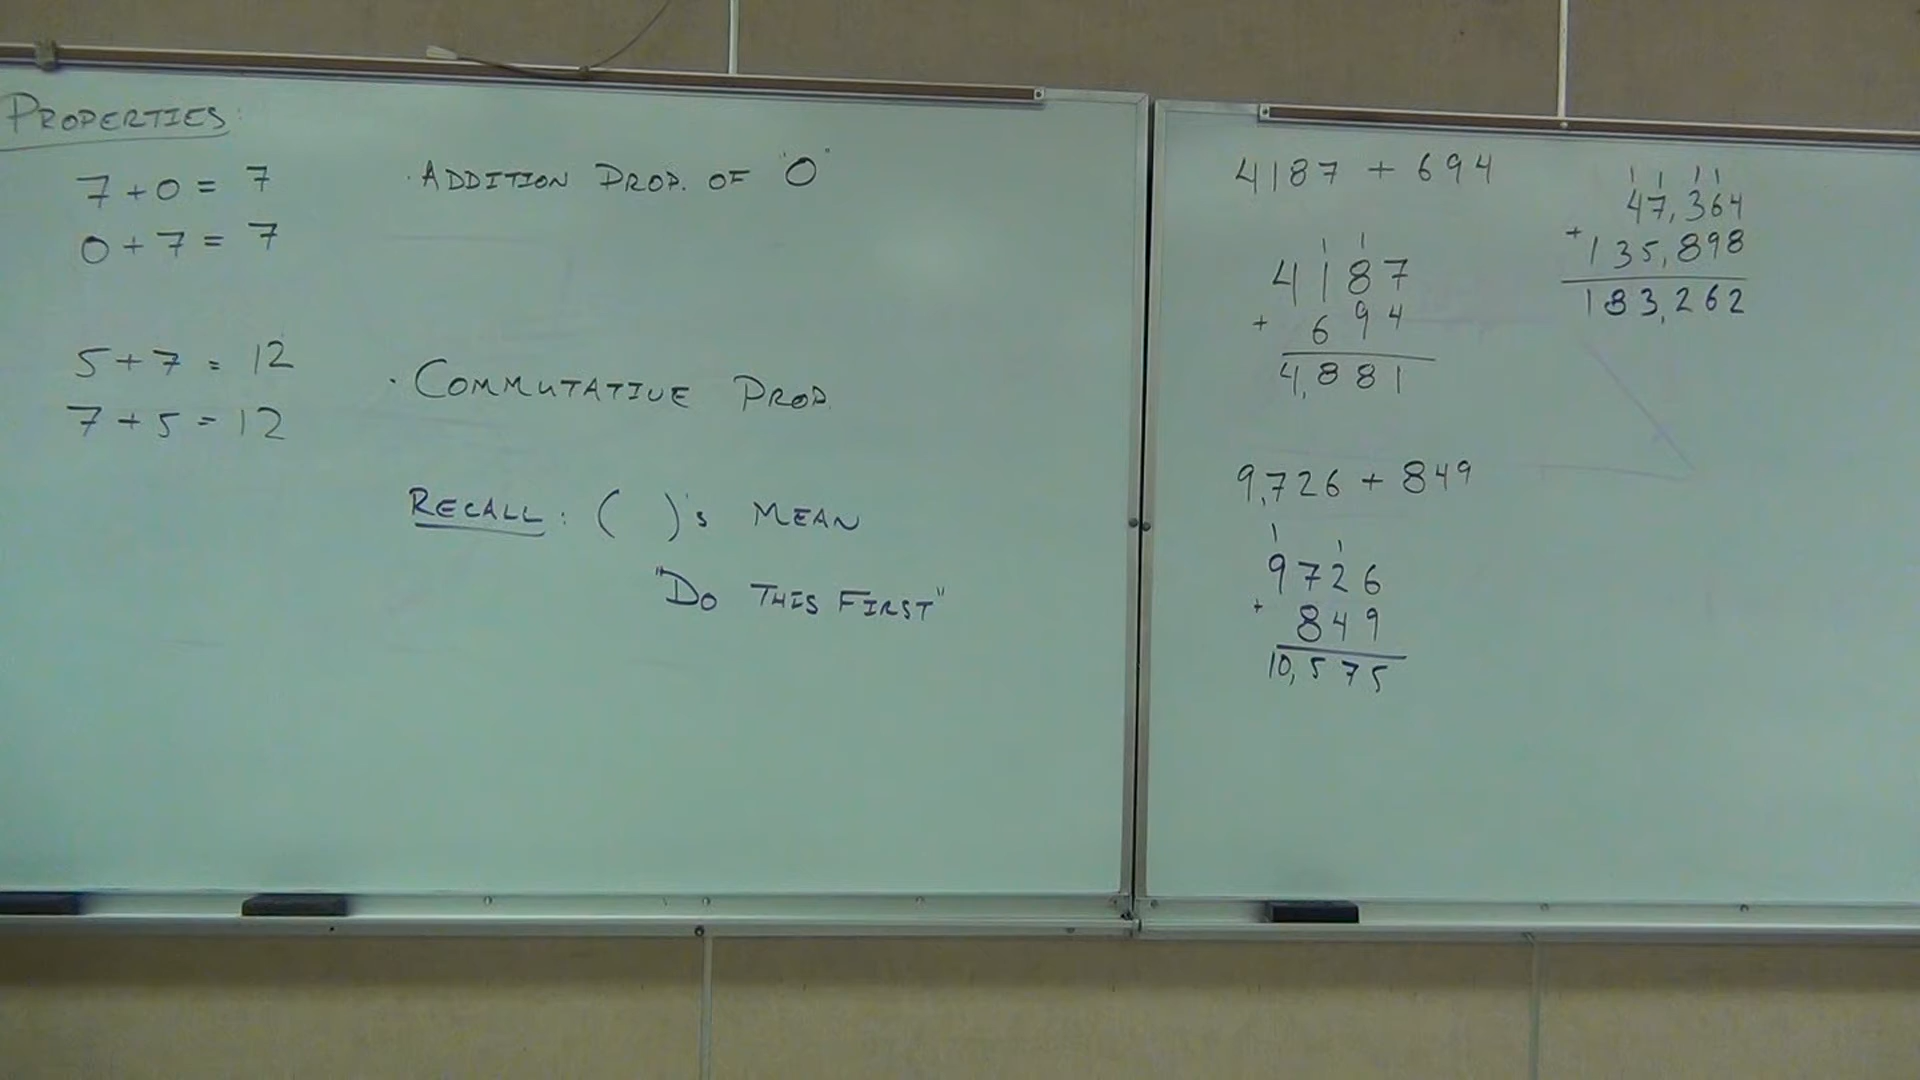 PROPERTIES:
7 + 0 = 7
0 + 7 = 7
· ADDITION PROP. OF "0"
5 + 7 = 12
7 + 5 = 12
· COMMUTATIVE PROP.
RECALL: ( )'s MEAN
"DO THIS FIRST"
4187 + 694
1 1
4187
+ 694
4,881
9,726 + 849
1 1
9726
+ 849
10,575
1 1 1 1
47,364
+ 135,898
183,262